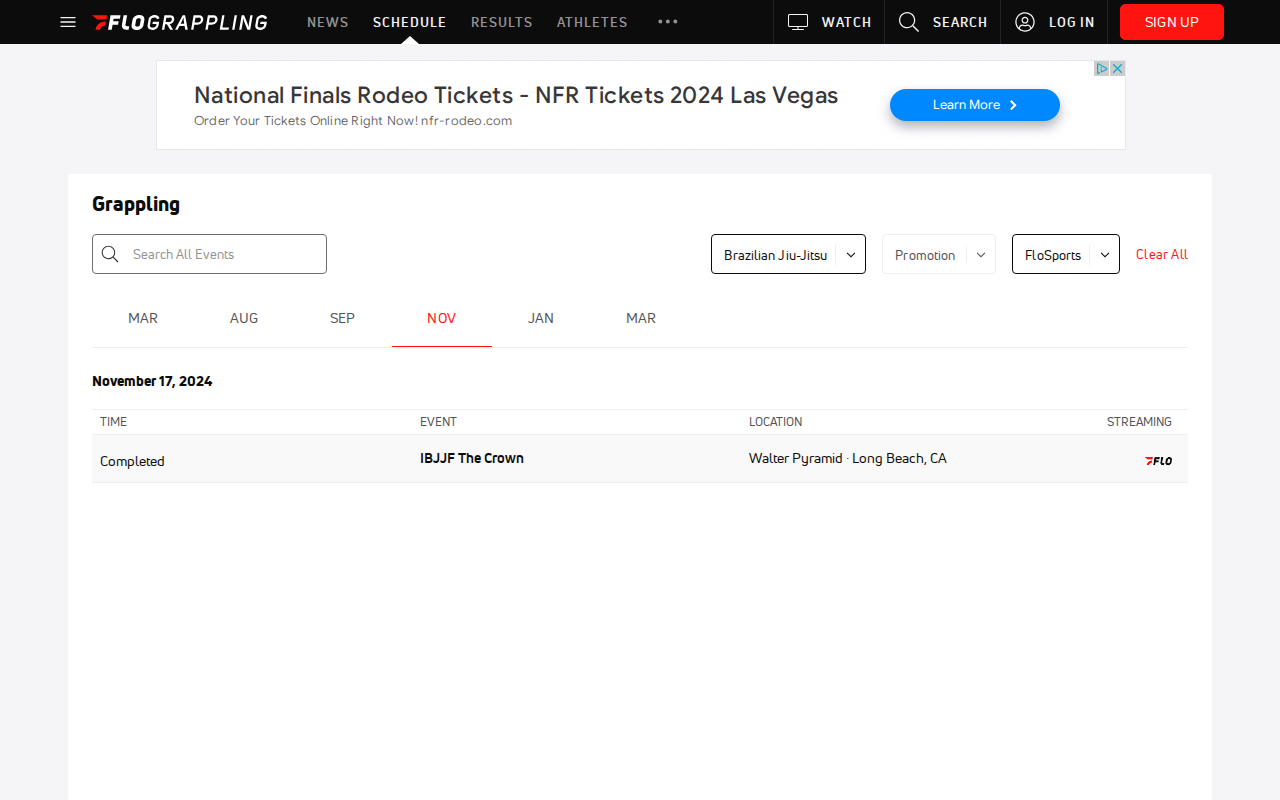 FLOGRAPPLING NEWS SCHEDULE RESULTS ATHLETES WATCH SEARCH LOG IN SIGN UP
National Finals Rodeo Tickets - NFR Tickets 2024 Las Vegas
Order Your Tickets Online Right Now! nfr-rodeo.com
Learn More
Grappling
Search All Events
Brazilian Jiu-Jitsu Promotion FloSports Clear All
MAR AUG SEP NOV JAN MAR
November 17, 2024
TIME EVENT LOCATION STREAMING
Completed IBJJF The Crown Walter Pyramid · Long Beach, CA FLO